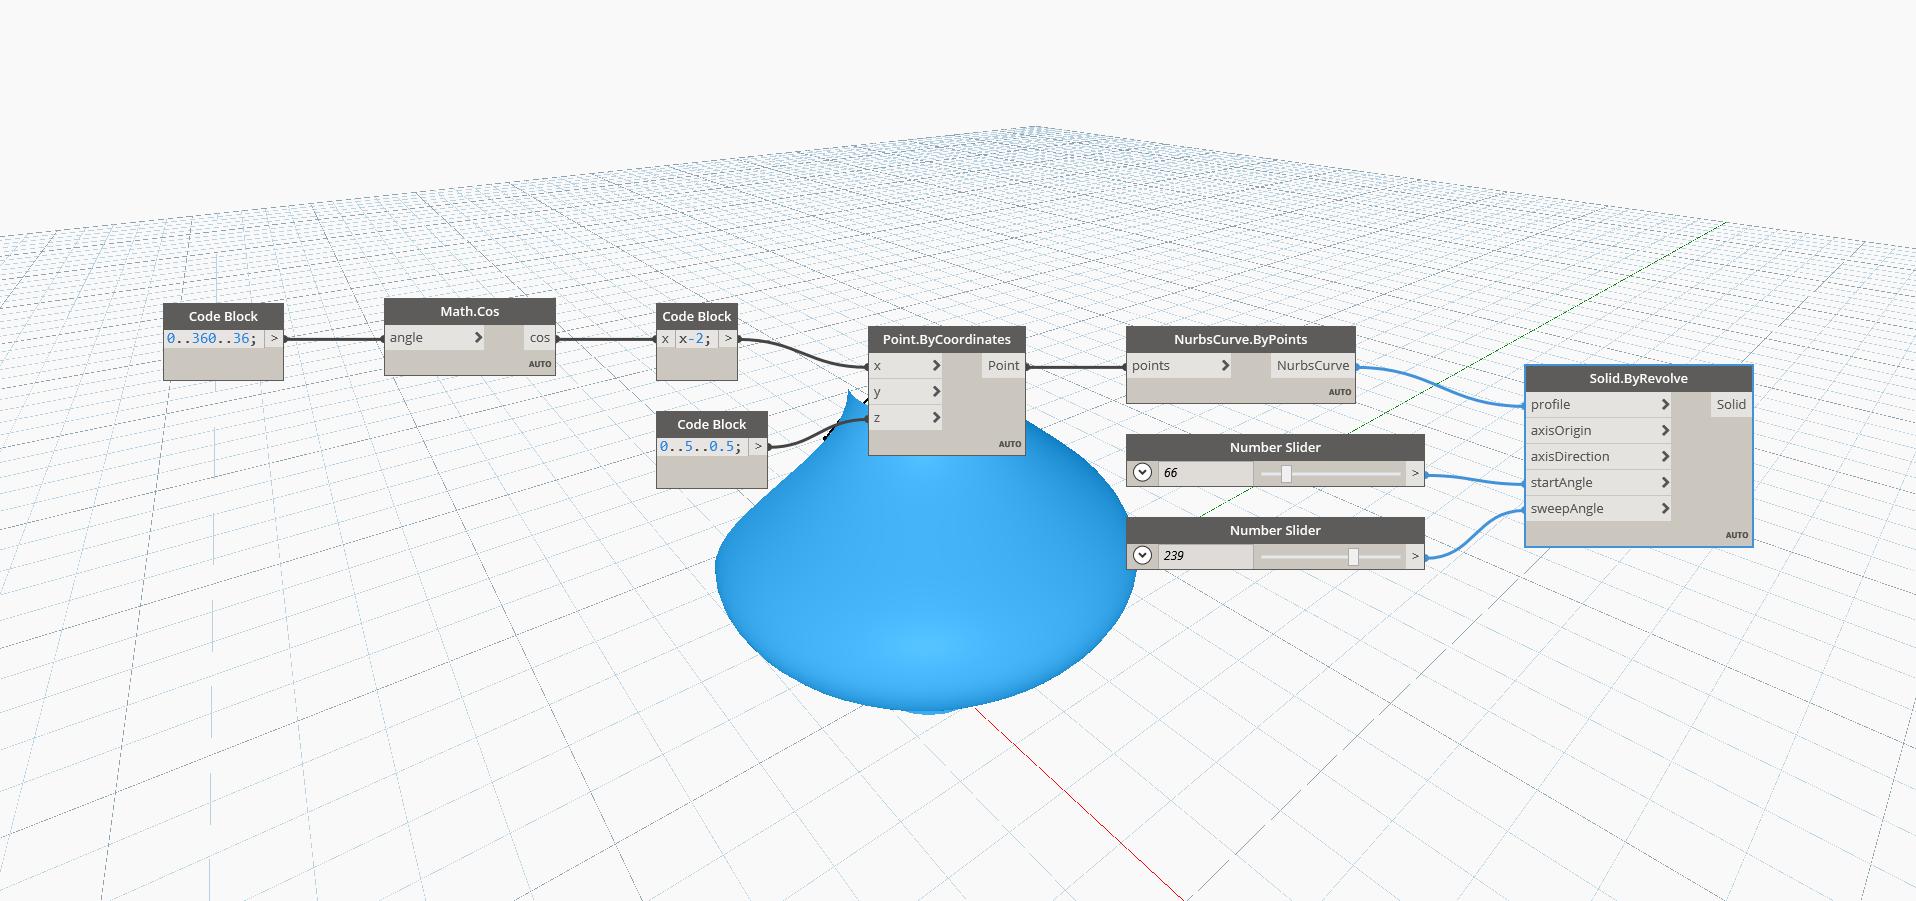 Code Block
0..360..36; >
Math.Cos
angle > cos
AUTO
Code Block
x x-2; >
Code Block
0..5..0.5; >
Point.ByCoordinates
x > Point
y >
z >
AUTO
NurbsCurve.ByPoints
points > NurbsCurve
AUTO
Number Slider
66 >
Number Slider
239 >
Solid.ByRevolve
profile > Solid
axisOrigin >
axisDirection >
startAngle >
sweepAngle >
AUTO